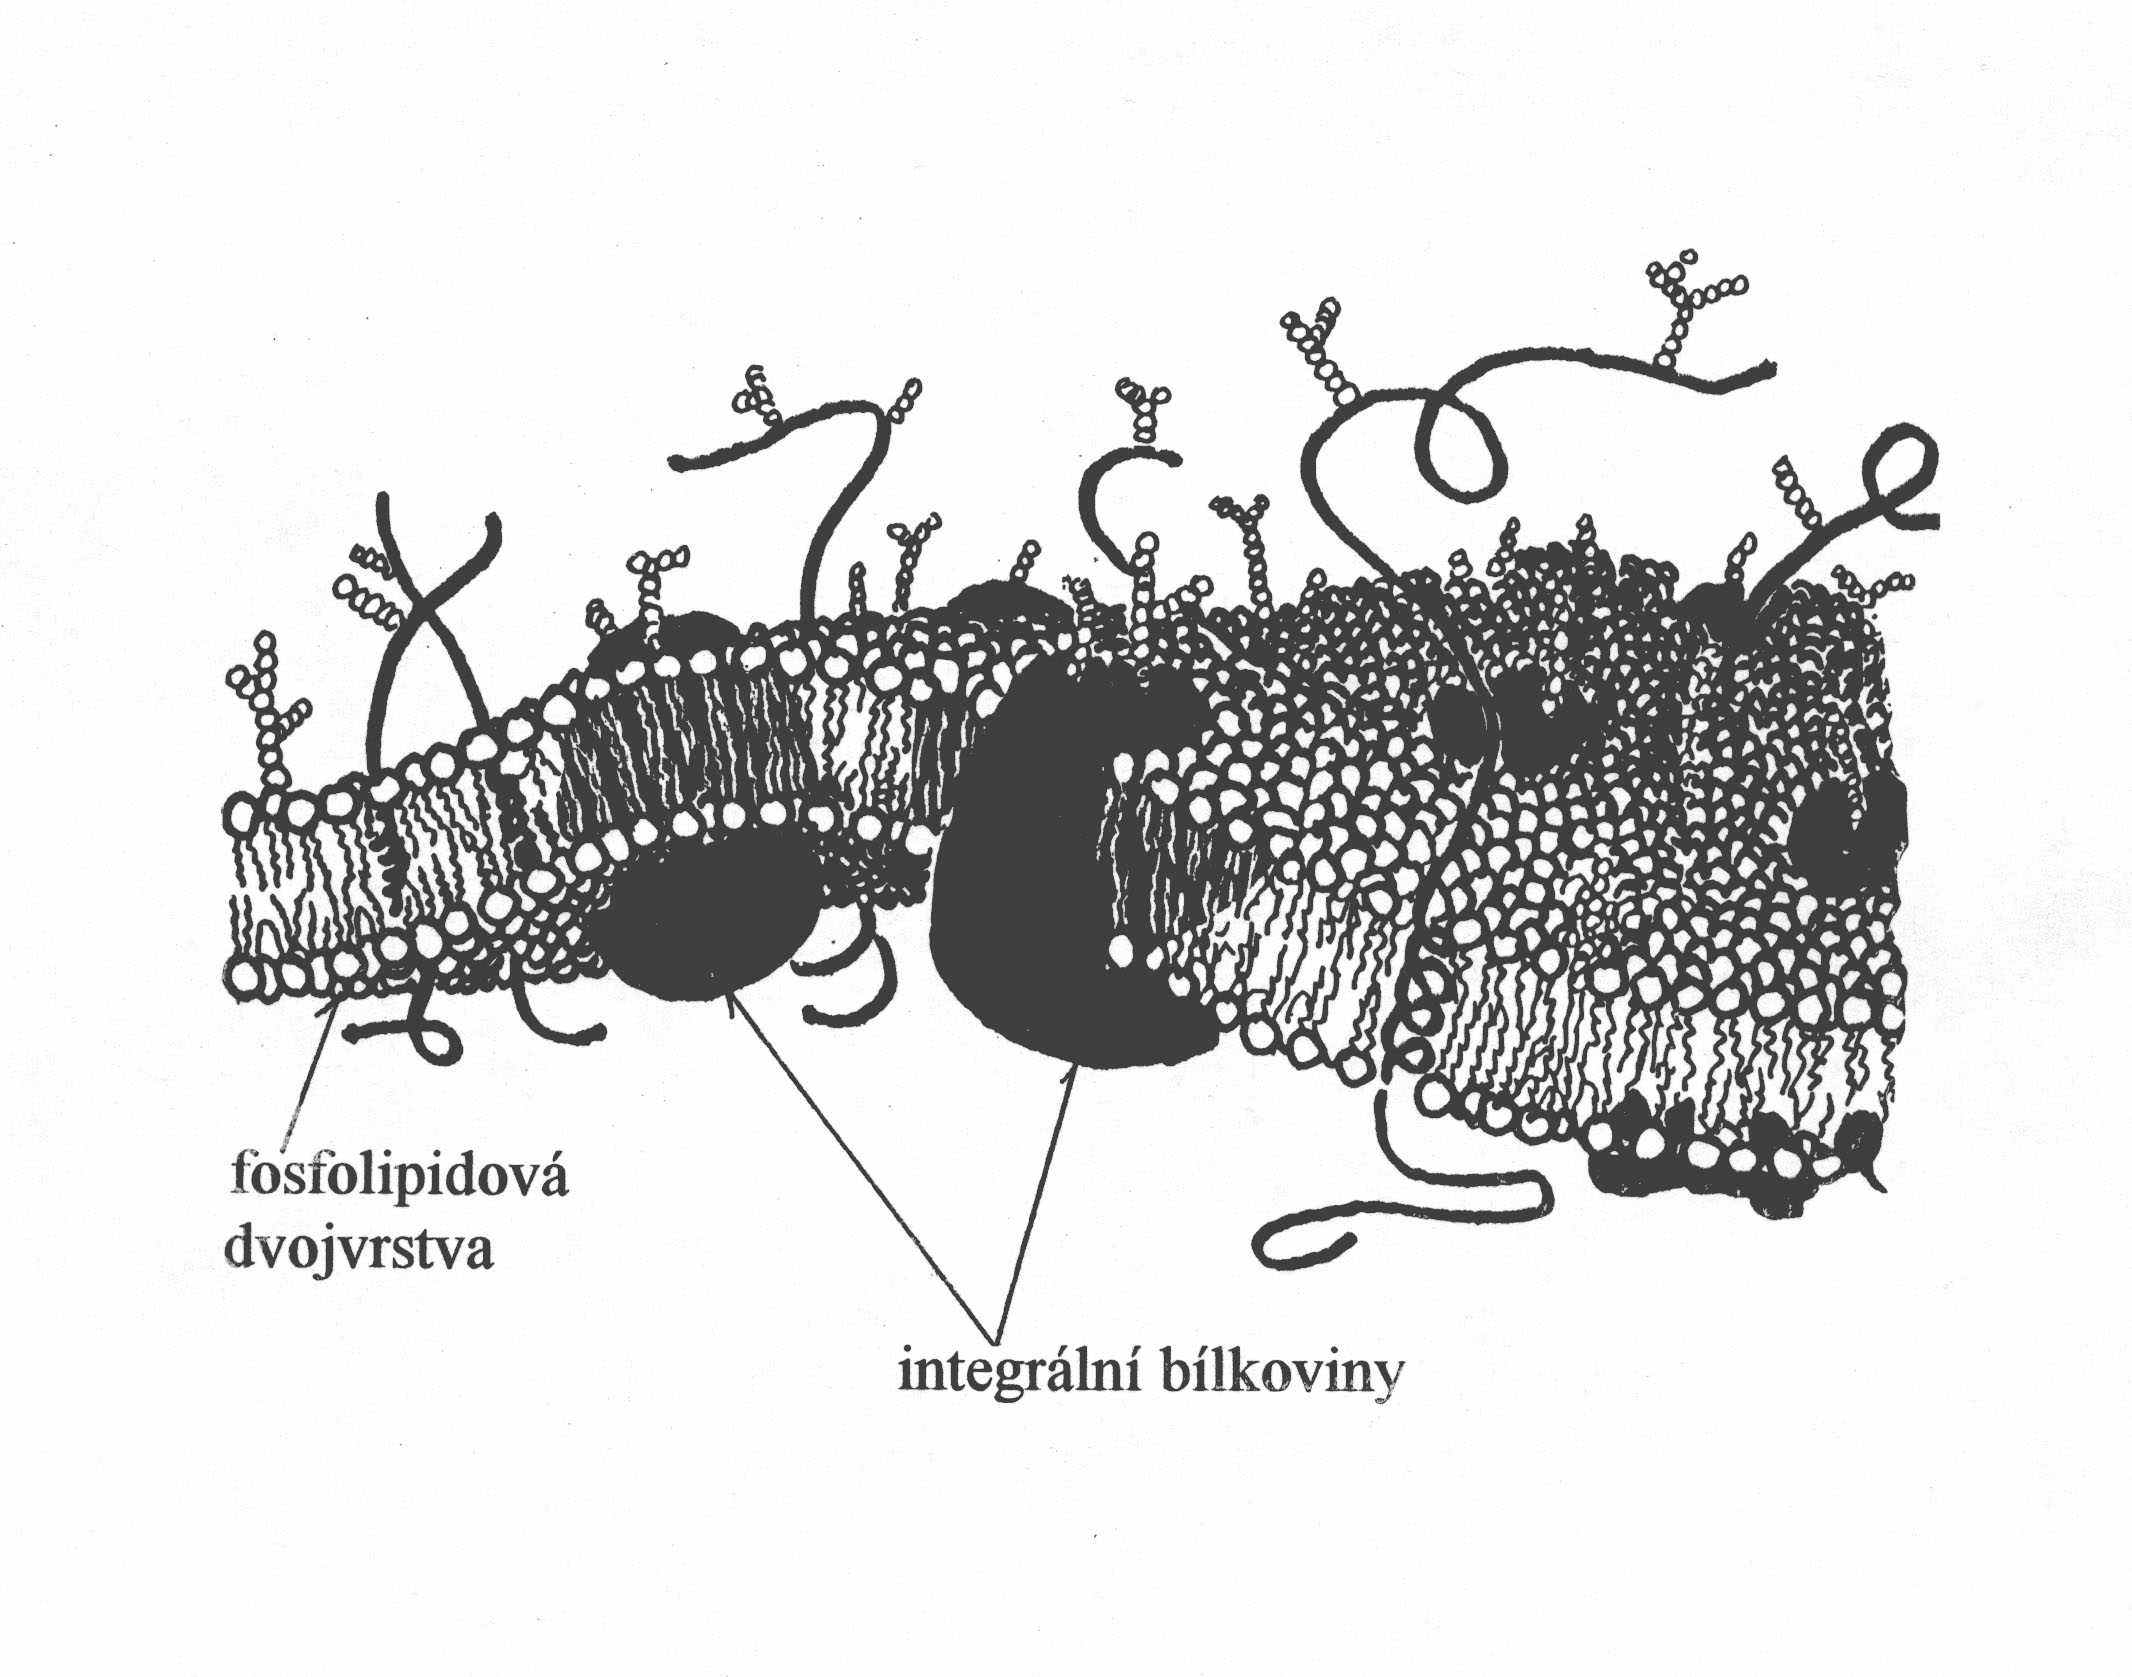 fosfolipidová
dvojvrstva
integrální bílkoviny